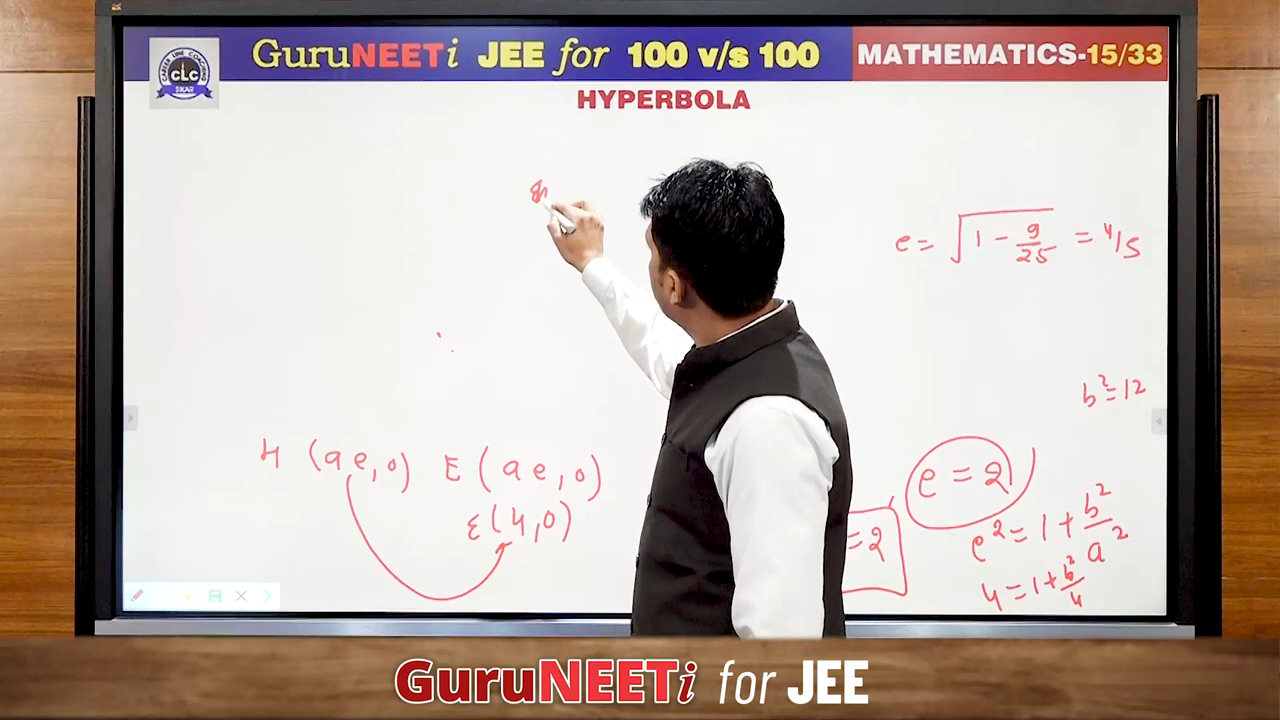 GuruNEETi JEE for 100 v/s 100
MATHEMATICS-15/33
CAREER LINE COACHING
CLC
SIKAR
HYPERBOLA
e = √1 - 9/25 = 4/5
b² = 12
H (ae, 0) E (ae, 0)
E(4,0)
= 2
e = 2
e² = 1 + b²/a²
4 = 1 + b²/4
GuruNEETi for JEE